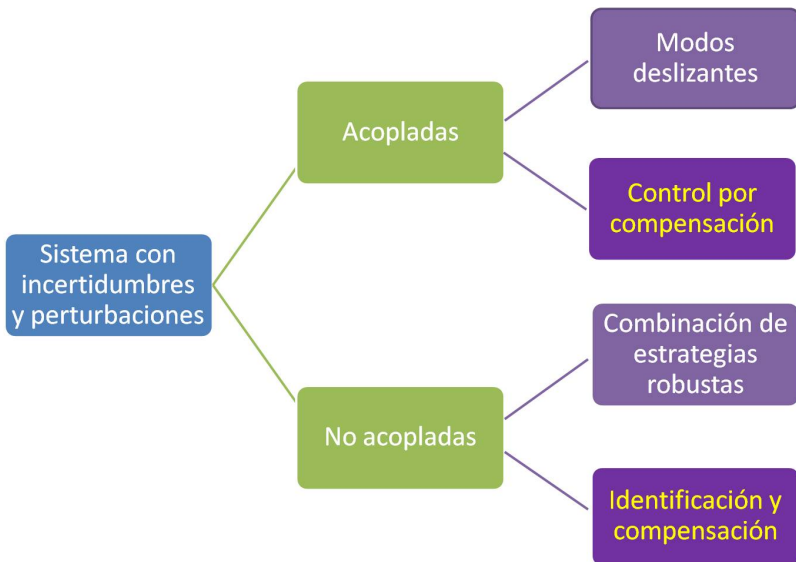 Sistema con
incertidumbres
y perturbaciones
Acopladas
Modos
deslizantes
Control por
compensación
No acopladas
Combinación de
estrategias
robustas
Identificación y
compensación